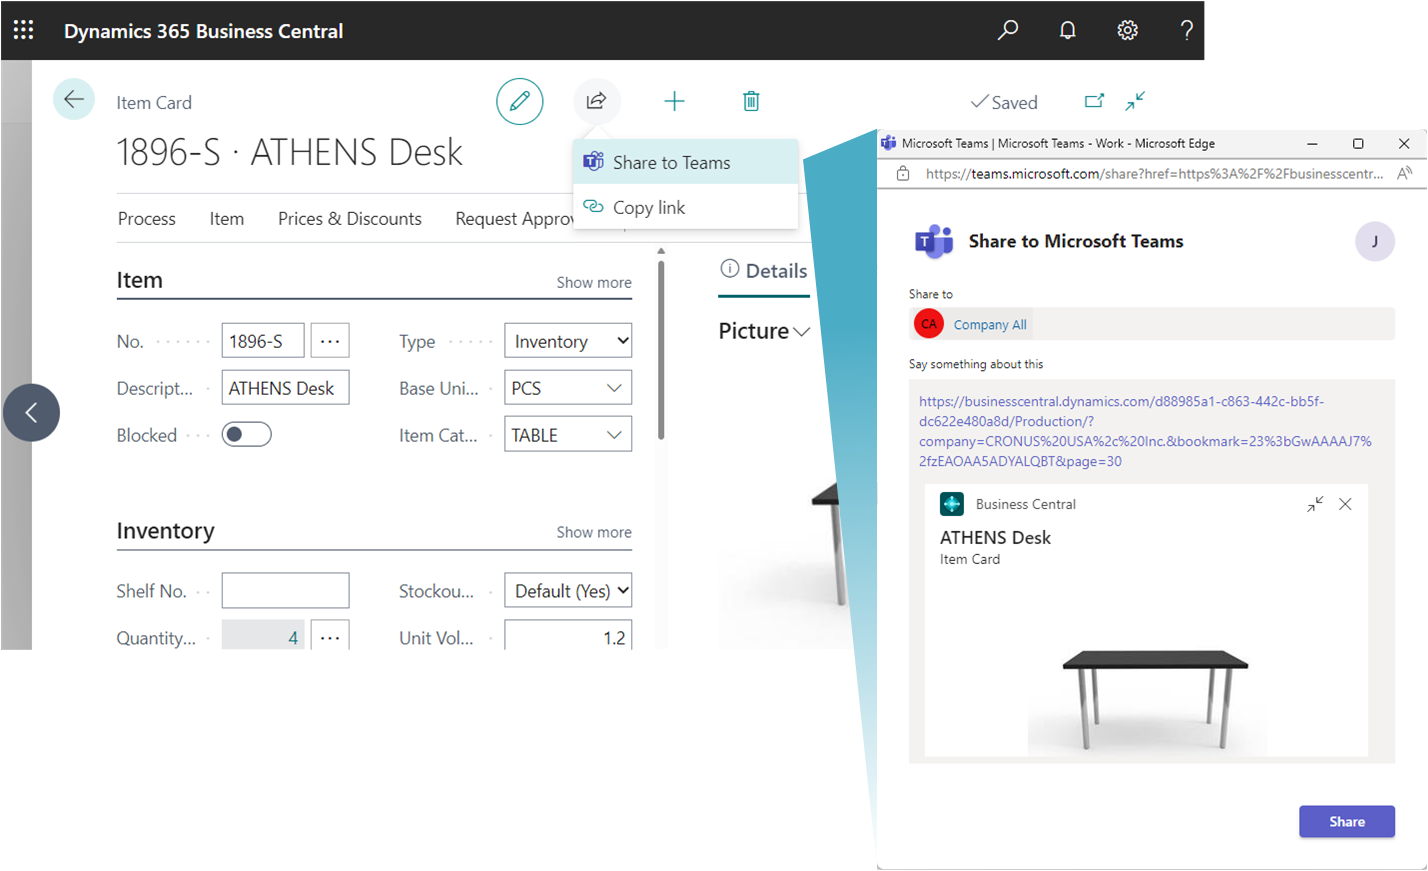 Dynamics 365 Business Central
?
Item Card
Saved
1896-S · ATHENS Desk
Share to Teams
Copy link
Process Item Prices & Discounts Request Approv
Item Show more
No. 1896-S ... Type Inventory
Descript... ATHENS Desk Base Uni... PCS
Blocked Item Cat... TABLE
Inventory Show more
Shelf No. Stockou... Default (Yes)
Quantity... 4 ... Unit Vol... 1.2
Details
Picture
Microsoft Teams | Microsoft Teams - Work - Microsoft Edge
https://teams.microsoft.com/share?href=https%3A%2F%2Fbusinesscentr...
Share to Microsoft Teams
J
Share to
CA Company All
Say something about this
https://businesscentral.dynamics.com/d88985a1-c863-442c-bb5f-
dc622e480a8d/Production/?
company=CRONUS%20USA%2c%20Inc.&bookmark=23%3bGwAAAAJ7%
2fzEAOAA5ADYALQBT&page=30
Business Central
ATHENS Desk
Item Card
Share